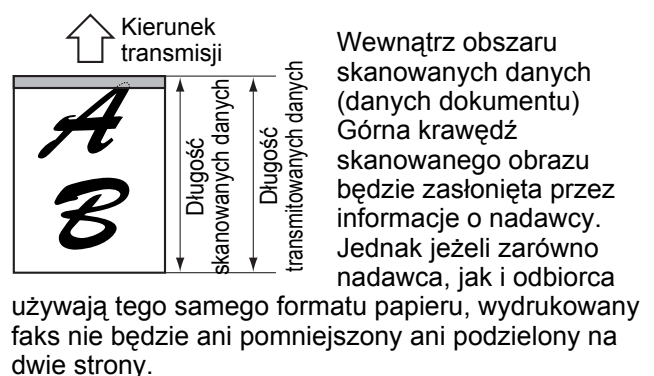 Kierunek
transmisji
A
B
Długość
skanowanych danych
Długość
transmitowanych danych
Wewnątrz obszaru
skanowanych danych
(danych dokumentu)
Górna krawędź
skanowanego obrazu
będzie zasłonięta przez
informacje o nadawcy.
Jednak jeżeli zarówno
nadawca, jak i odbiorca
używają tego samego formatu papieru, wydrukowany
faks nie będzie ani pomniejszony ani podzielony na
dwie strony.